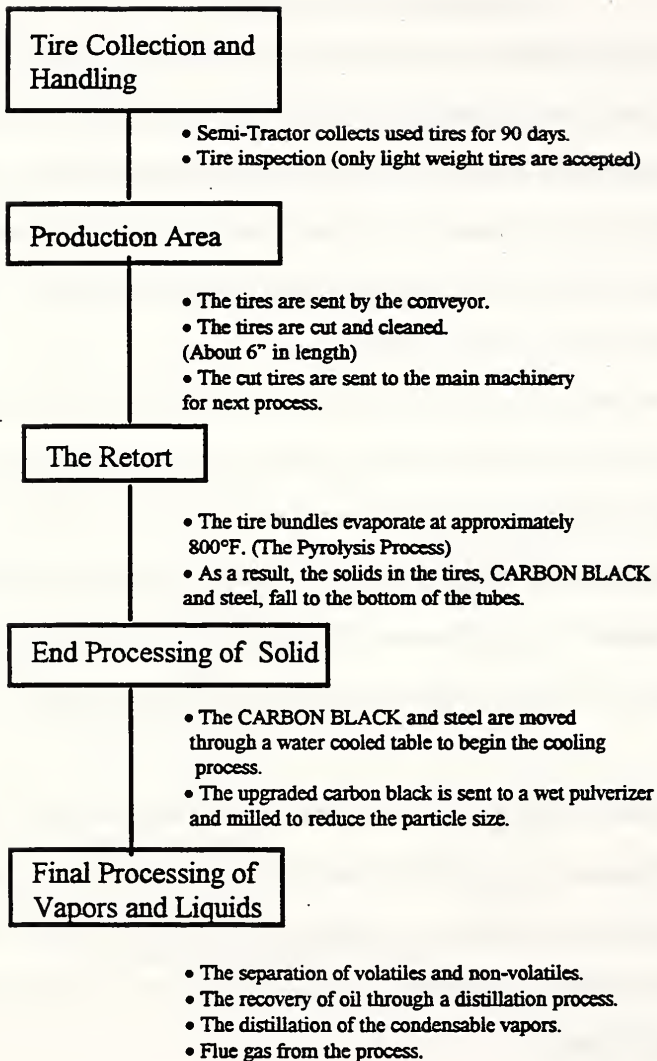 Tire Collection and
Handling
• Semi-Tractor collects used tires for 90 days.
• Tire inspection (only light weight tires are accepted)
Production Area
• The tires are sent by the conveyor.
• The tires are cut and cleaned.
(About 6" in length)
• The cut tires are sent to the main machinery
for next process.
The Retort
• The tire bundles evaporate at approximately
800°F. (The Pyrolysis Process)
• As a result, the solids in the tires, CARBON BLACK
and steel, fall to the bottom of the tubes.
End Processing of Solid
• The CARBON BLACK and steel are moved
through a water cooled table to begin the cooling
process.
• The upgraded carbon black is sent to a wet pulverizer
and milled to reduce the particle size.
Final Processing of
Vapors and Liquids
• The separation of volatiles and non-volatiles.
• The recovery of oil through a distillation process.
• The distillation of the condensable vapors.
• Flue gas from the process.